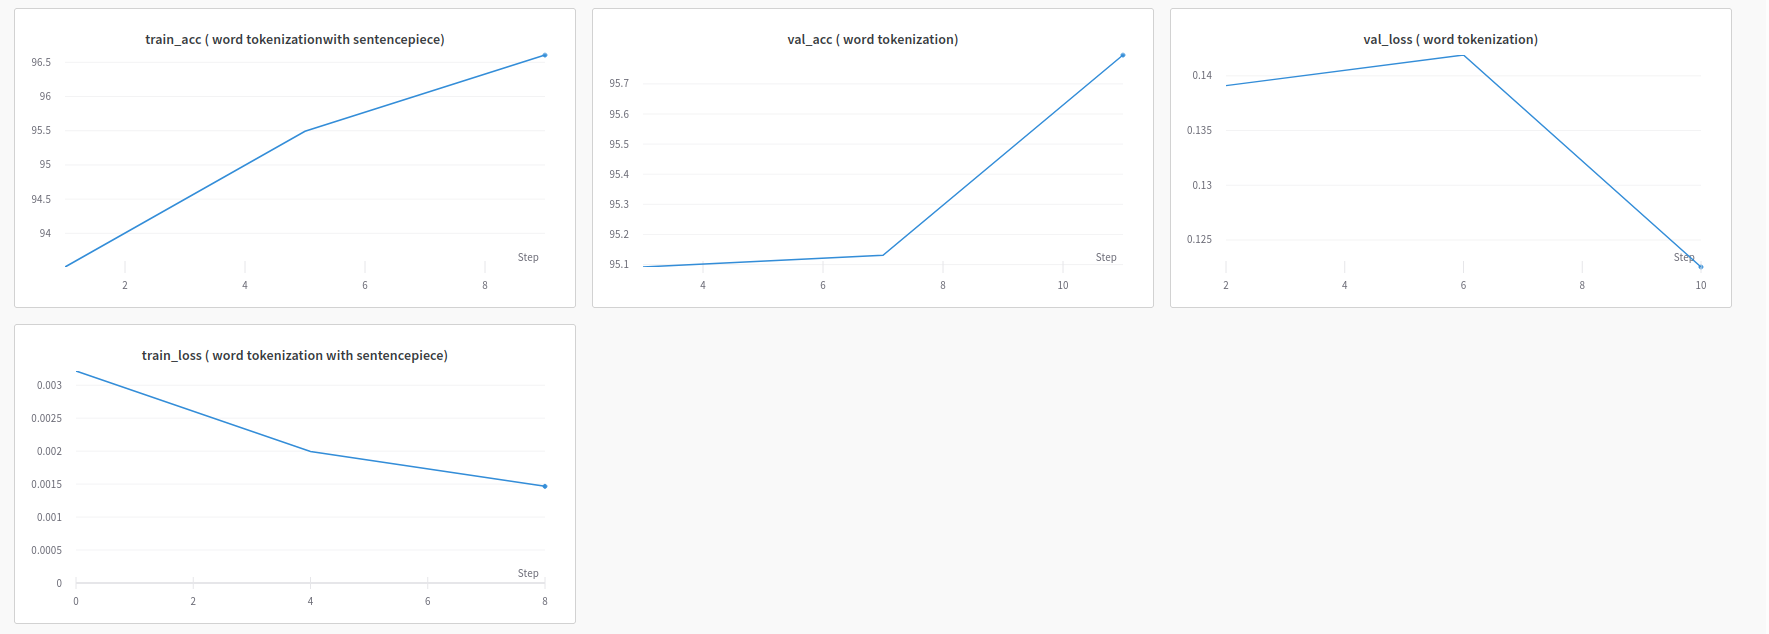 train_acc ( word tokenizationwith sentencepiece)
96.5
96
95.5
95
94.5
94
Step
2 4 6 8
val_acc ( word tokenization)
95.7
95.6
95.5
95.4
95.3
95.2
95.1
Step
4 6 8 10
val_loss ( word tokenization)
0.14
0.135
0.13
0.125
Step
2 4 6 8 10
train_loss ( word tokenization with sentencepiece)
0.003
0.0025
0.002
0.0015
0.001
0.0005
0
Step
0 2 4 6 8